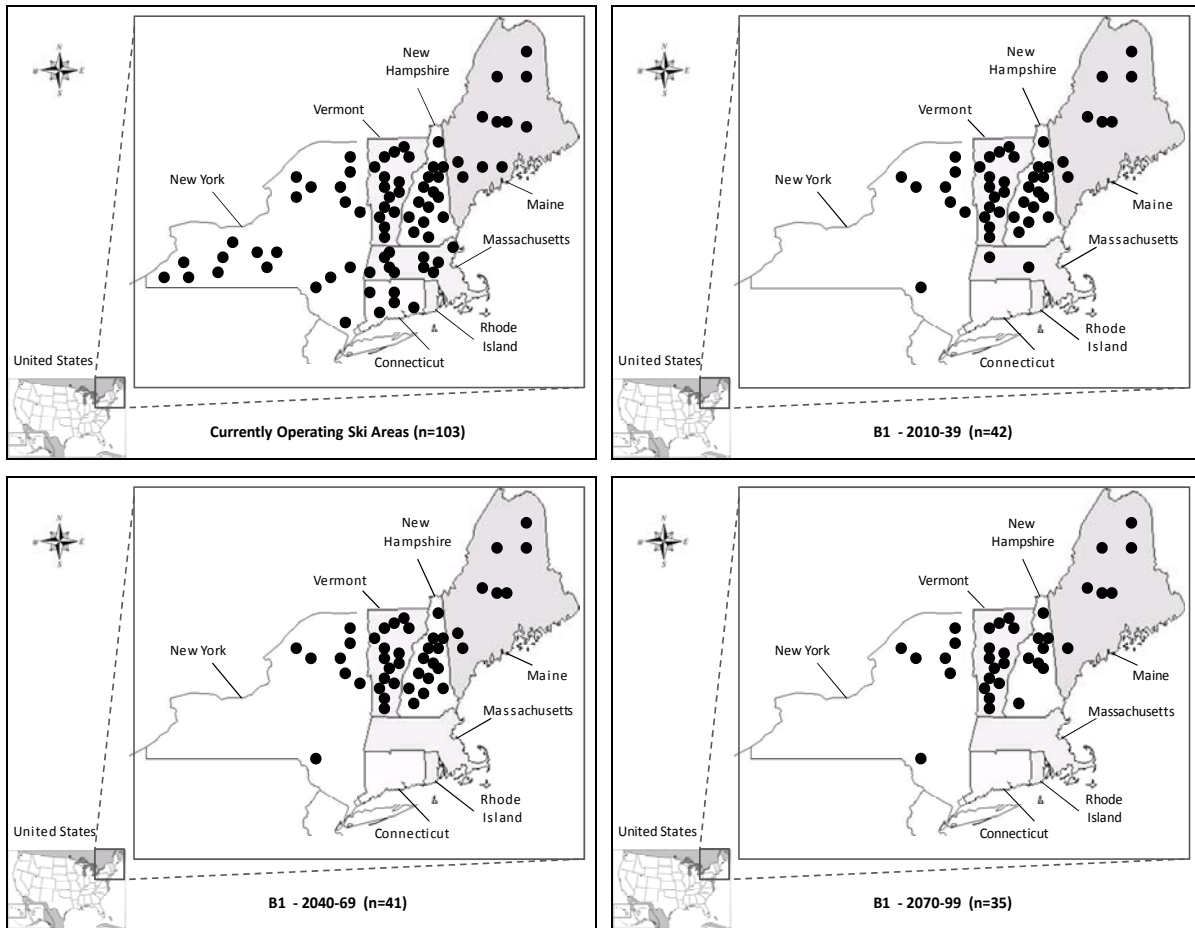 N
W
E
S
New
Hampshire
Vermont
New York
Maine
Massachusetts
Rhode
Island
Connecticut
United States
Currently Operating Ski Areas (n=103)
N
W
E
S
New
Hampshire
Vermont
New York
Maine
Massachusetts
Rhode
Island
Connecticut
United States
B1 - 2010-39 (n=42)
N
W
E
S
New
Hampshire
Vermont
New York
Maine
Massachusetts
Rhode
Island
Connecticut
United States
B1 - 2040-69 (n=41)
N
W
E
S
New
Hampshire
Vermont
New York
Maine
Massachusetts
Rhode
Island
Connecticut
United States
B1 - 2070-99 (n=35)